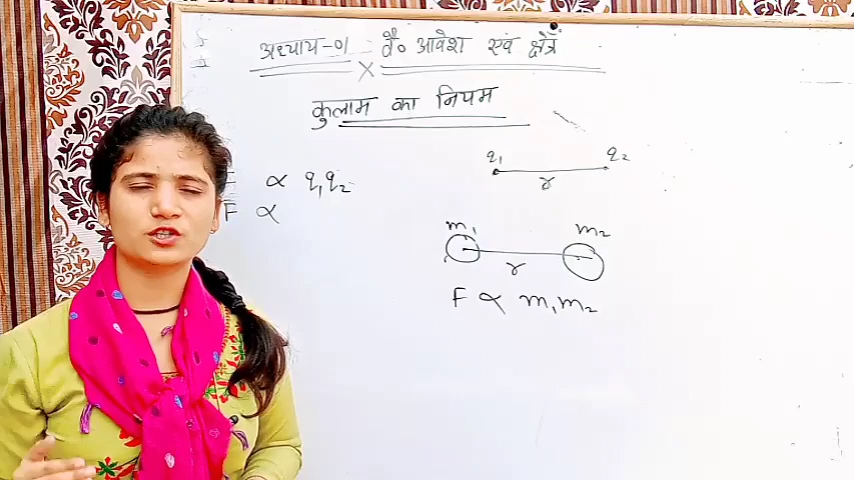 अध्याय-01 वै० आवेश एवं क्षेत्र
कुलाम का नियम
F ∝ q₁q₂
F ∝
q₁ q₂
r
m₁ m₂
r
F ∝ m₁m₂